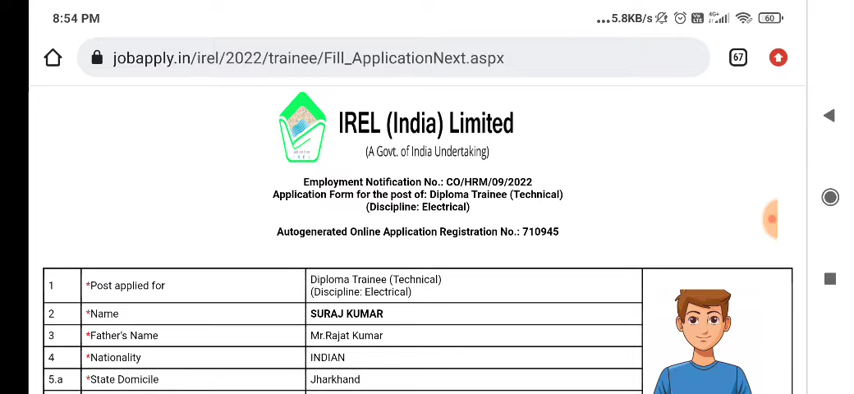 8:54 PM
...5.8KB/s 4G+ 60
jobapply.in/irel/2022/trainee/Fill_ApplicationNext.aspx
67
IREL (India) Limited
(A Govt. of India Undertaking)
Employment Notification No.: CO/HRM/09/2022
Application Form for the post of: Diploma Trainee (Technical)
(Discipline: Electrical)
Autogenerated Online Application Registration No.: 710945
1 *Post applied for Diploma Trainee (Technical)
(Discipline: Electrical)
2 *Name SURAJ KUMAR
3 *Father's Name Mr.Rajat Kumar
4 *Nationality INDIAN
5.a *State Domicile Jharkhand